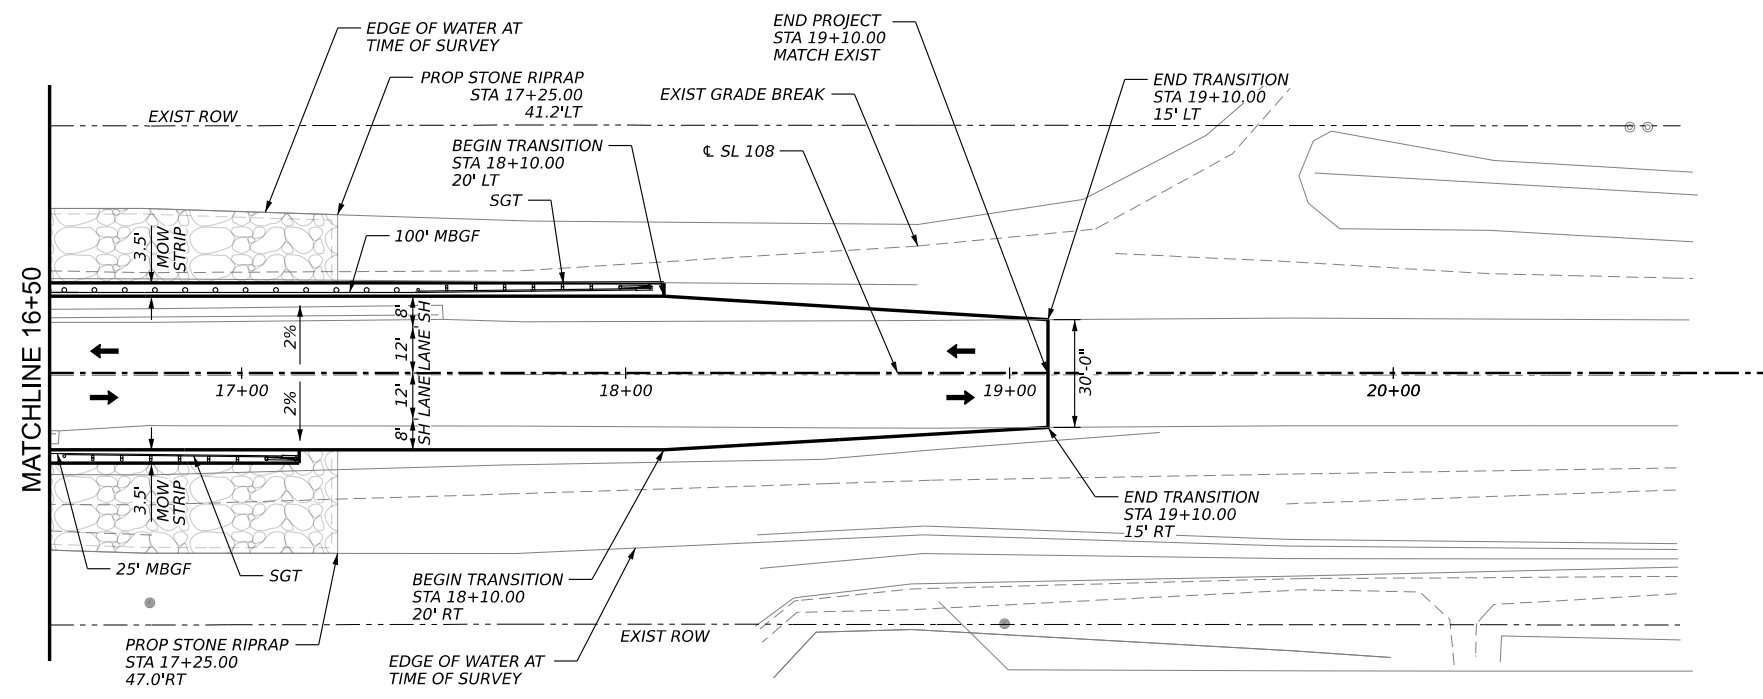 EDGE OF WATER AT
TIME OF SURVEY
PROP STONE RIPRAP
STA 17+25.00
41.2'LT
EXIST ROW
BEGIN TRANSITION
STA 18+10.00
20' LT
SGT
100' MBGF
END PROJECT
STA 19+10.00
MATCH EXIST
EXIST GRADE BREAK
℄ SL 108
END TRANSITION
STA 19+10.00
15' LT
MATCHLINE 16+50
3.5'
MOW
STRIP
2%
2%
8'
SH
12'
LANE
12'
LANE
8'
SH
17+00
18+00
19+00
20+00
30'-0"
3.5'
MOW
STRIP
25' MBGF
SGT
PROP STONE RIPRAP
STA 17+25.00
47.0'RT
BEGIN TRANSITION
STA 18+10.00
20' RT
EDGE OF WATER AT
TIME OF SURVEY
EXIST ROW
END TRANSITION
STA 19+10.00
15' RT